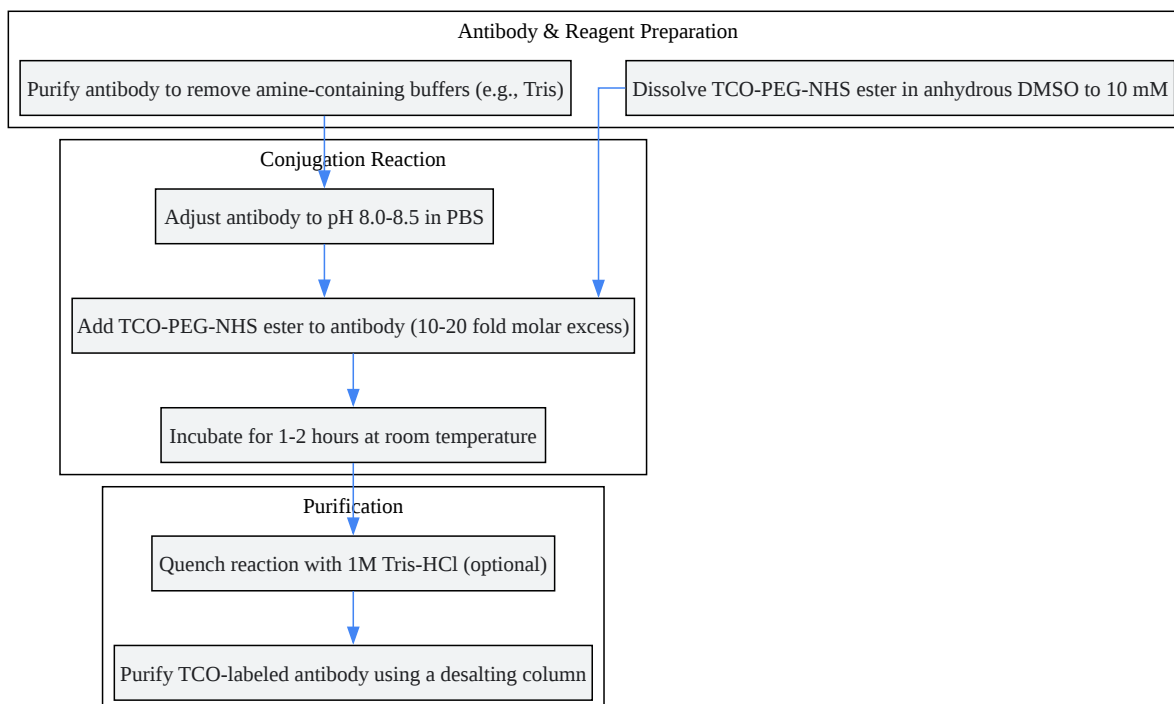 Antibody & Reagent Preparation
Purify antibody to remove amine-containing buffers (e.g., Tris)
Dissolve TCO-PEG-NHS ester in anhydrous DMSO to 10 mM
Conjugation Reaction
Adjust antibody to pH 8.0-8.5 in PBS
Add TCO-PEG-NHS ester to antibody (10-20 fold molar excess)
Incubate for 1-2 hours at room temperature
Purification
Quench reaction with 1M Tris-HCl (optional)
Purify TCO-labeled antibody using a desalting column